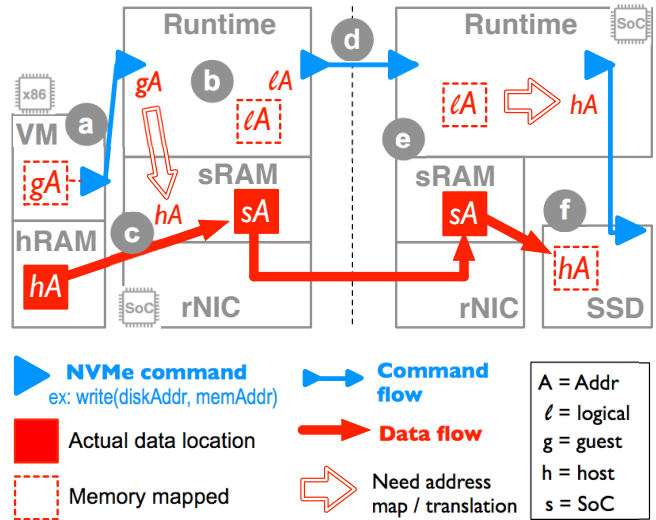 Runtime
d
Runtime
SoC
x86
a
gA
b
ℓA
ℓA
ℓA
hA
VM
gA
e
sRAM
sRAM
hA
sA
sA
f
c
hRAM
hA
hA
SoC
rNIC
rNIC
SSD
NVMe command
ex: write(diskAddr, memAddr)
Command
flow
Actual data location
Data flow
Memory mapped
Need address
map / translation
A = Addr
ℓ = logical
g = guest
h = host
s = SoC